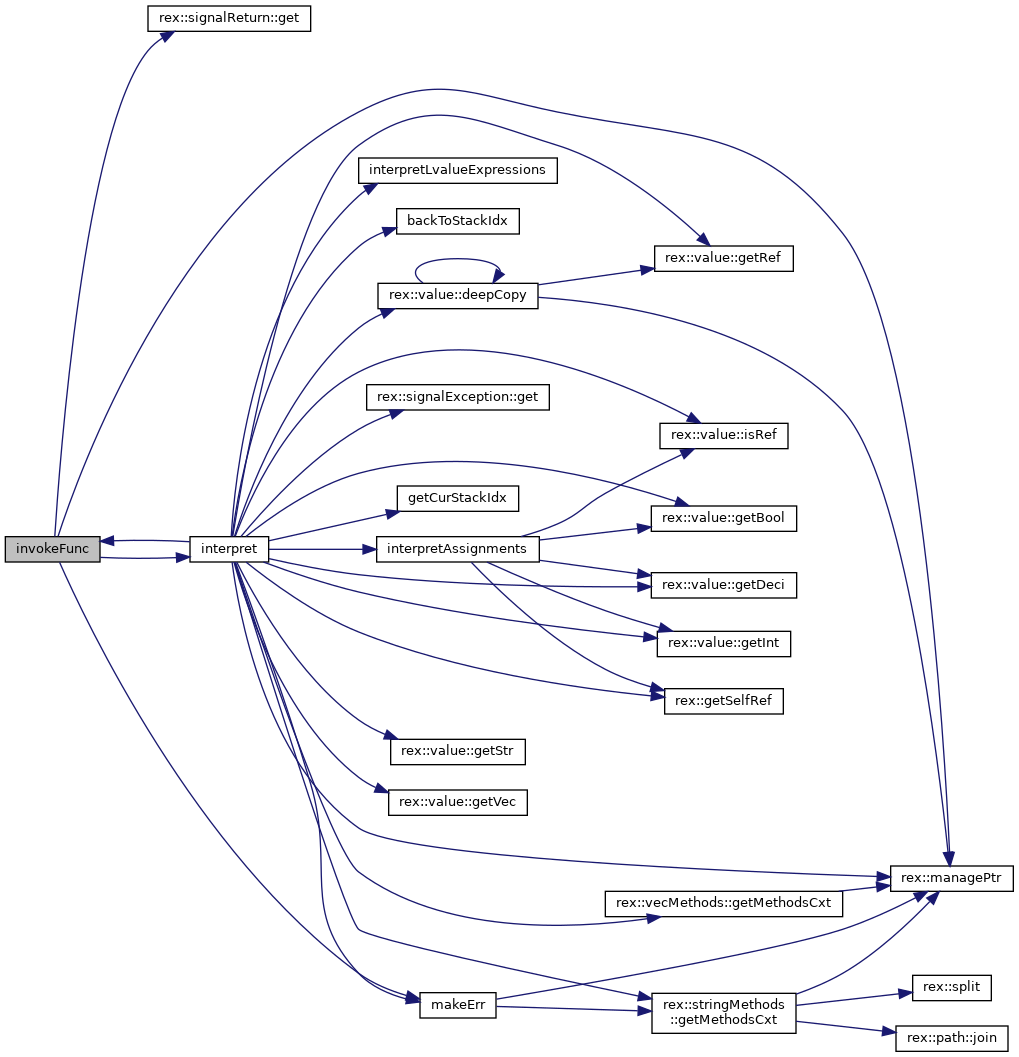 rex::signalReturn::get
interpretLvalueExpressions
backToStackIdx
rex::value::getRef
rex::value::deepCopy
rex::signalException::get
rex::value::isRef
getCurStackIdx
rex::value::getBool
invokeFunc
interpret
interpretAssignments
rex::value::getDeci
rex::value::getInt
rex::getSelfRef
rex::value::getStr
rex::value::getVec
rex::managePtr
rex::vecMethods::getMethodsCxt
rex::split
makeErr
rex::stringMethods
::getMethodsCxt
rex::path::join